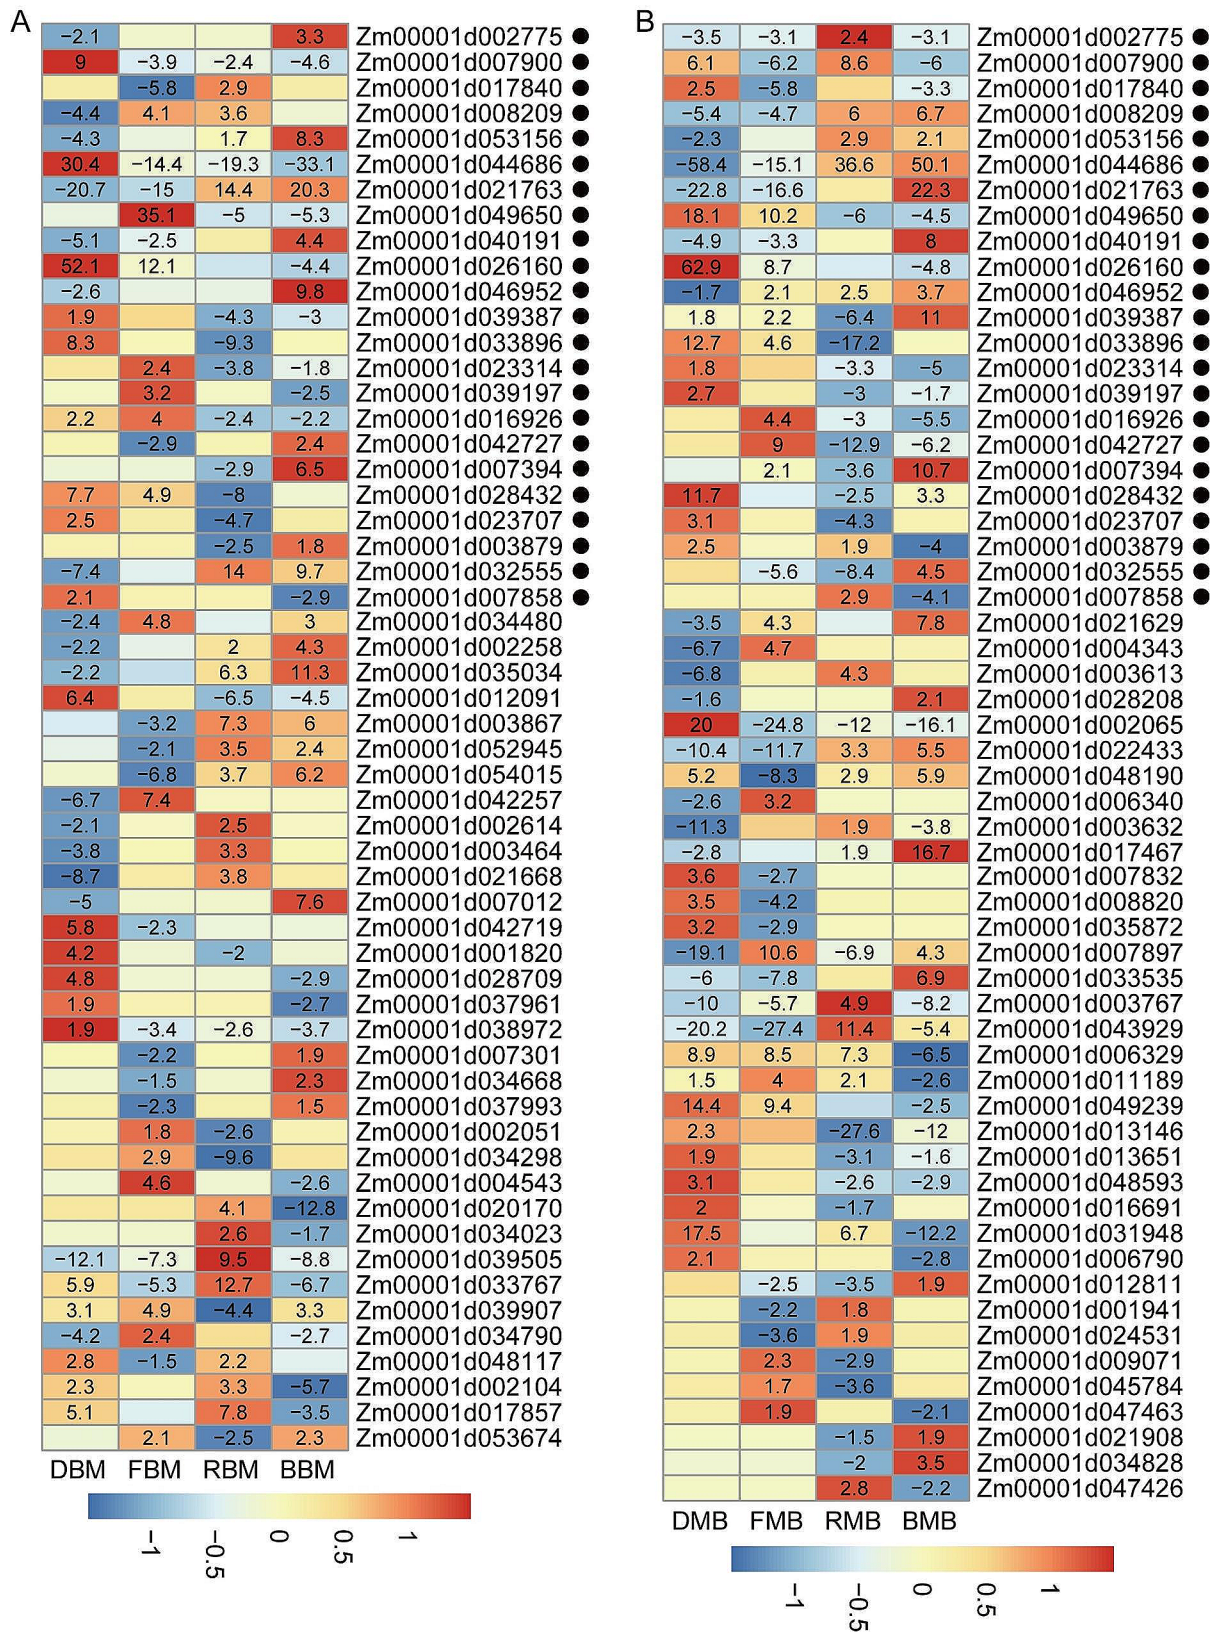 A
−2.1 3.3 Zm00001d002775 ●
9 −3.9 −2.4 −4.6 Zm00001d007900 ●
−5.8 2.9 Zm00001d017840 ●
−4.4 4.1 3.6 Zm00001d008209 ●
−4.3 1.7 8.3 Zm00001d053156 ●
30.4 −14.4 −19.3 −33.1 Zm00001d044686 ●
−20.7 −15 14.4 20.3 Zm00001d021763 ●
35.1 −5 −5.3 Zm00001d049650 ●
−5.1 −2.5 4.4 Zm00001d040191 ●
52.1 12.1 −4.4 Zm00001d026160 ●
−2.6 9.8 Zm00001d046952 ●
1.9 −4.3 −3 Zm00001d039387 ●
8.3 −9.3 Zm00001d033896 ●
2.4 −3.8 −1.8 Zm00001d023314 ●
3.2 −2.5 Zm00001d039197 ●
2.2 4 −2.4 −2.2 Zm00001d016926 ●
−2.9 2.4 Zm00001d042727 ●
−2.9 6.5 Zm00001d007394 ●
7.7 4.9 −8 Zm00001d028432 ●
2.5 −4.7 Zm00001d023707 ●
−2.5 1.8 Zm00001d003879 ●
−7.4 14 9.7 Zm00001d032555 ●
2.1 −2.9 Zm00001d007858 ●
−2.4 4.8 3 Zm00001d034480
−2.2 2 4.3 Zm00001d002258
−2.2 6.3 11.3 Zm00001d035034
6.4 −6.5 −4.5 Zm00001d012091
−3.2 7.3 6 Zm00001d003867
−2.1 3.5 2.4 Zm00001d052945
−6.8 3.7 6.2 Zm00001d054015
−6.7 7.4 Zm00001d042257
−2.1 2.5 Zm00001d002614
−3.8 3.3 Zm00001d003464
−8.7 3.8 Zm00001d021668
−5 7.6 Zm00001d007012
5.8 −2.3 Zm00001d042719
4.2 −2 Zm00001d001820
4.8 −2.9 Zm00001d028709
1.9 −2.7 Zm00001d037961
1.9 −3.4 −2.6 −3.7 Zm00001d038972
−2.2 1.9 Zm00001d007301
−1.5 2.3 Zm00001d034668
−2.3 1.5 Zm00001d037993
1.8 −2.6 Zm00001d002051
2.9 −9.6 Zm00001d034298
4.6 −2.6 Zm00001d004543
4.1 −12.8 Zm00001d020170
2.6 −1.7 Zm00001d034023
−12.1 −7.3 9.5 −8.8 Zm00001d039505
5.9 −5.3 12.7 −6.7 Zm00001d033767
3.1 4.9 −4.4 3.3 Zm00001d039907
−4.2 2.4 −2.7 Zm00001d034790
2.8 −1.5 2.2 Zm00001d048117
2.3 3.3 −5.7 Zm00001d002104
5.1 7.8 −3.5 Zm00001d017857
2.1 −2.5 2.3 Zm00001d053674
DBM FBM RBM BBM
−1 −0.5 0 0.5 1
B
−3.5 −3.1 2.4 −3.1 Zm00001d002775 ●
6.1 −6.2 8.6 −6 Zm00001d007900 ●
2.5 −5.8 −3.3 Zm00001d017840 ●
−5.4 −4.7 6 6.7 Zm00001d008209 ●
−2.3 2.9 2.1 Zm00001d053156 ●
−58.4 −15.1 36.6 50.1 Zm00001d044686 ●
−22.8 −16.6 22.3 Zm00001d021763 ●
18.1 10.2 −6 −4.5 Zm00001d049650 ●
−4.9 −3.3 8 Zm00001d040191 ●
62.9 8.7 −4.8 Zm00001d026160 ●
−1.7 2.1 2.5 3.7 Zm00001d046952 ●
1.8 2.2 −6.4 11 Zm00001d039387 ●
12.7 4.6 −17.2 Zm00001d033896 ●
1.8 −3.3 −5 Zm00001d023314 ●
2.7 −3 −1.7 Zm00001d039197 ●
4.4 −3 −5.5 Zm00001d016926 ●
9 −12.9 −6.2 Zm00001d042727 ●
2.1 −3.6 10.7 Zm00001d007394 ●
11.7 −2.5 3.3 Zm00001d028432 ●
3.1 −4.3 Zm00001d023707 ●
2.5 1.9 −4 Zm00001d003879 ●
−5.6 −8.4 4.5 Zm00001d032555 ●
2.9 −4.1 Zm00001d007858 ●
−3.5 4.3 7.8 Zm00001d021629
−6.7 4.7 Zm00001d004343
−6.8 4.3 Zm00001d003613
−1.6 2.1 Zm00001d028208
20 −24.8 −12 −16.1 Zm00001d002065
−10.4 −11.7 3.3 5.5 Zm00001d022433
5.2 −8.3 2.9 5.9 Zm00001d048190
−2.6 3.2 Zm00001d006340
−11.3 1.9 −3.8 Zm00001d003632
−2.8 1.9 16.7 Zm00001d017467
3.6 −2.7 Zm00001d007832
3.5 −4.2 Zm00001d008820
3.2 −2.9 Zm00001d035872
−19.1 10.6 −6.9 4.3 Zm00001d007897
−6 −7.8 6.9 Zm00001d033535
−10 −5.7 4.9 −8.2 Zm00001d003767
−20.2 −27.4 11.4 −5.4 Zm00001d043929
8.9 8.5 7.3 −6.5 Zm00001d006329
1.5 4 2.1 −2.6 Zm00001d011189
14.4 9.4 −2.5 Zm00001d049239
2.3 −27.6 −12 Zm00001d013146
1.9 −3.1 −1.6 Zm00001d013651
3.1 −2.6 −2.9 Zm00001d048593
2 −1.7 Zm00001d016691
17.5 6.7 −12.2 Zm00001d031948
2.1 −2.8 Zm00001d006790
−2.5 −3.5 1.9 Zm00001d012811
−2.2 1.8 Zm00001d001941
−3.6 1.9 Zm00001d024531
2.3 −2.9 Zm00001d009071
1.7 −3.6 Zm00001d045784
1.9 −2.1 Zm00001d047463
−1.5 1.9 Zm00001d021908
−2 3.5 Zm00001d034828
2.8 −2.2 Zm00001d047426
DMB FMB RMB BMB
−1 −0.5 0 0.5 1